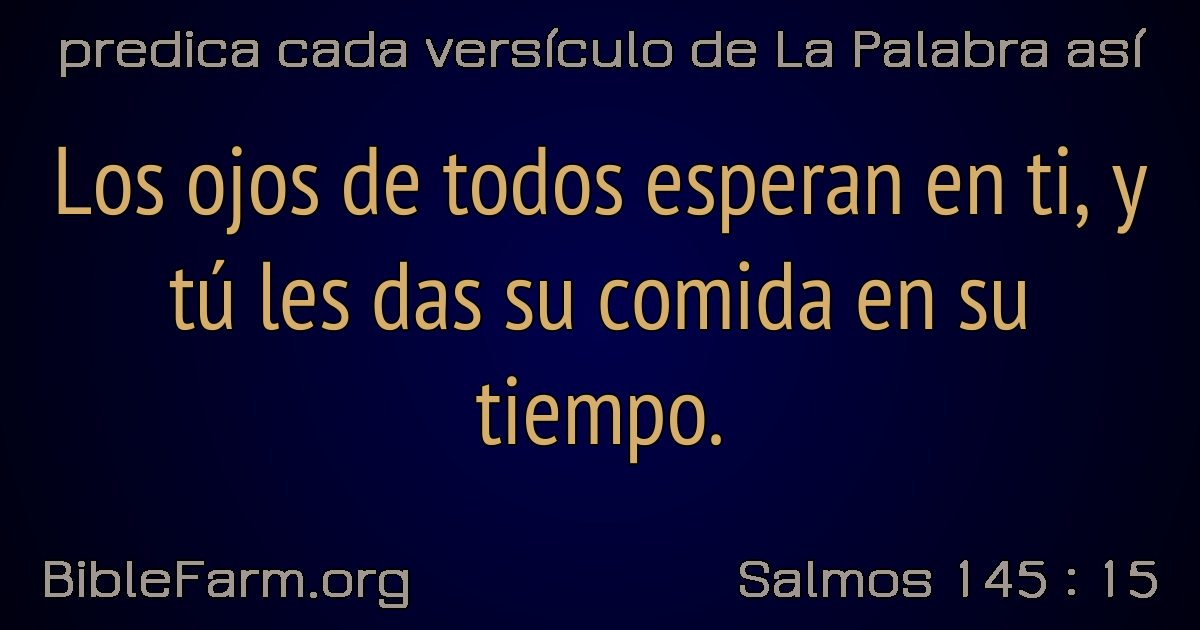 predica cada versículo de La Palabra así
Los ojos de todos esperan en ti, y
tú les das su comida en su
tiempo.
BibleFarm.org
Salmos 145 : 15